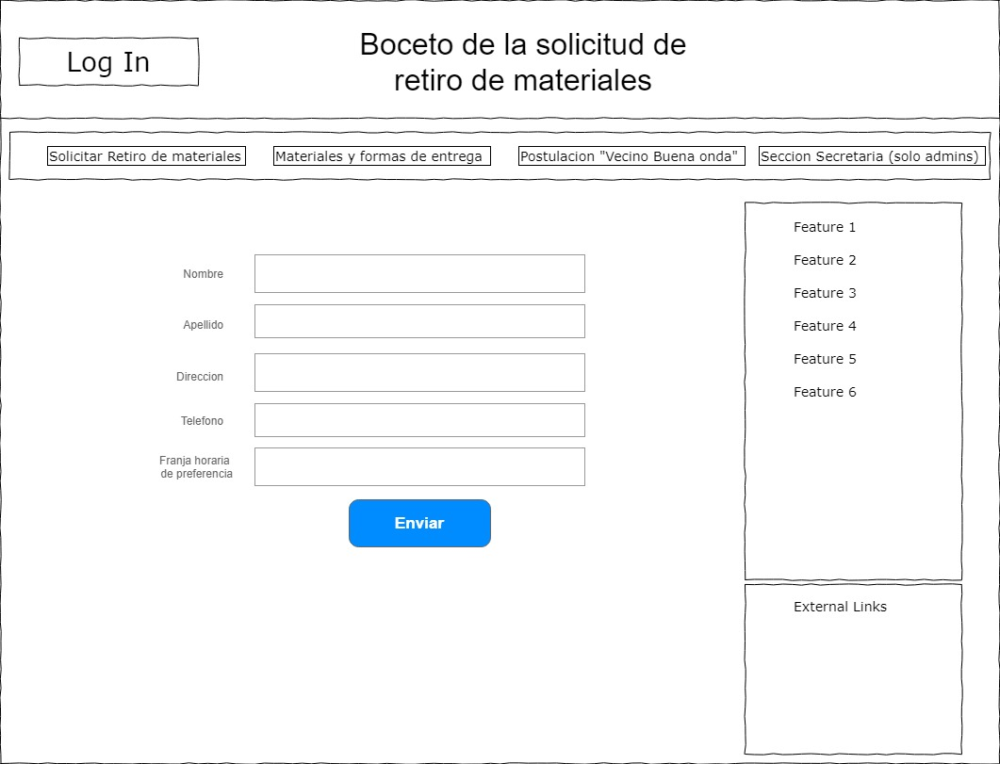 Log In
Boceto de la solicitud de
retiro de materiales
Solicitar Retiro de materiales
Materiales y formas de entrega
Postulacion "Vecino Buena onda"
Seccion Secretaria (solo admins)
Nombre
Apellido
Direccion
Telefono
Franja horaria
de preferencia
Enviar
Feature 1
Feature 2
Feature 3
Feature 4
Feature 5
Feature 6
External Links